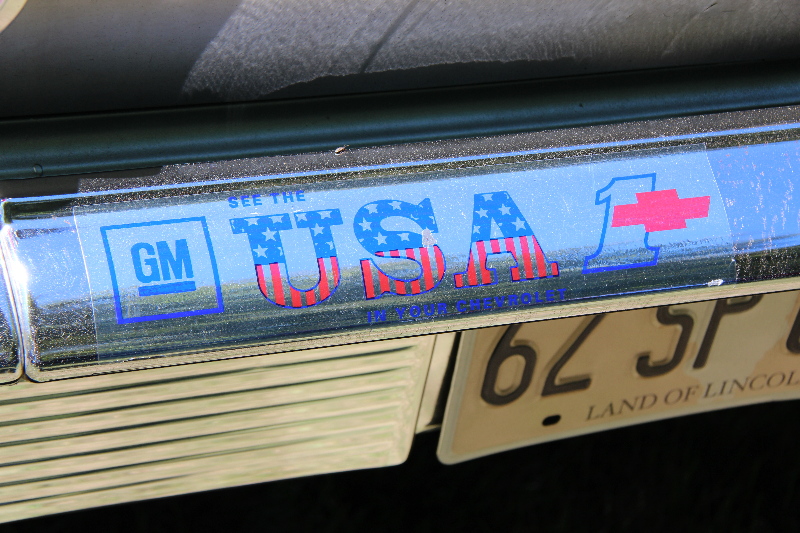 SEE THE
GM USA 1
IN YOUR CHEVROLET
62 SP
LAND OF LINCOL